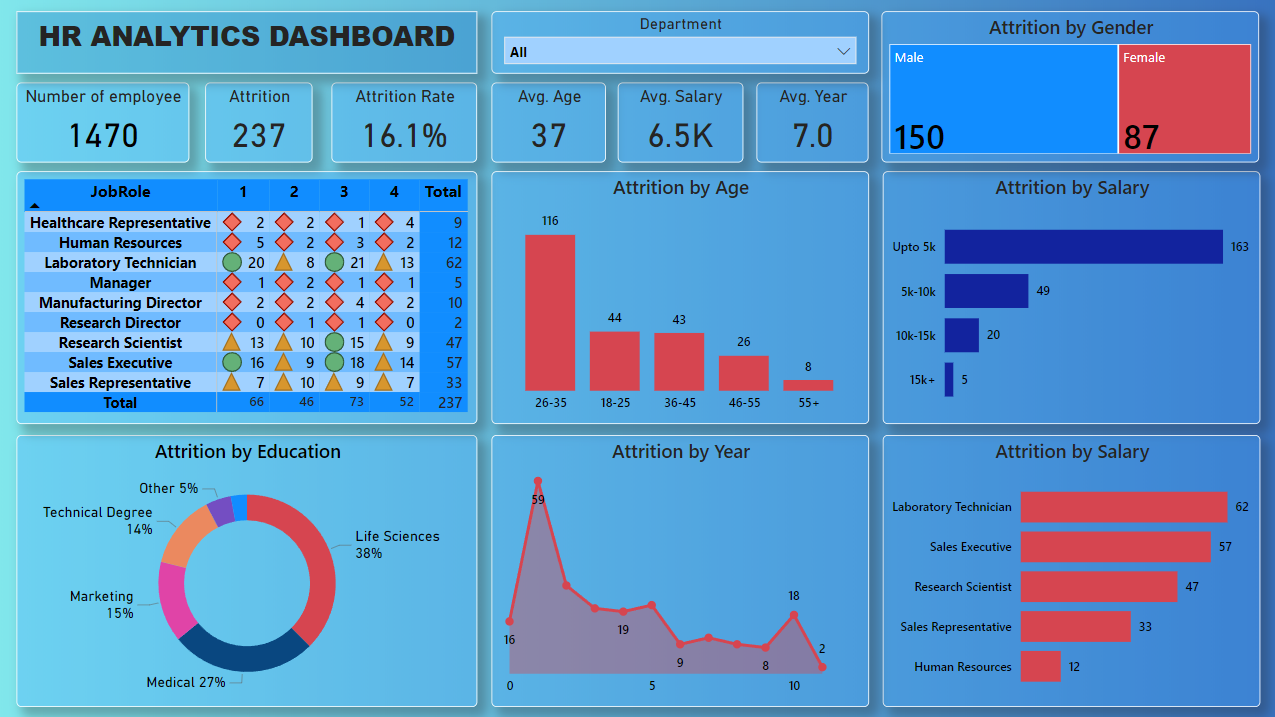 HR ANALYTICS DASHBOARD
Department
All
Number of employee
1470
Attrition
237
Attrition Rate
16.1%
Avg. Age
37
Avg. Salary
6.5K
Avg. Year
7.0
Attrition by Gender
Male
150
Female
87
JobRole 1 2 3 4 Total
Healthcare Representative 2 2 1 4 9
Human Resources 5 2 3 2 12
Laboratory Technician 20 8 21 13 62
Manager 1 2 1 1 5
Manufacturing Director 2 2 4 2 10
Research Director 0 1 1 0 2
Research Scientist 13 10 15 9 47
Sales Executive 16 9 18 14 57
Sales Representative 7 10 9 7 33
Total 66 46 73 52 237
Attrition by Age
116
44
43
26
8
26-35 18-25 36-45 46-55 55+
Attrition by Salary
Upto 5k 163
5k-10k 49
10k-15k 20
15k+ 5
Attrition by Education
Other 5%
Technical Degree
14%
Life Sciences
38%
Marketing
15%
Medical 27%
Attrition by Year
59
18
16
19
9
8
2
0 5 10
Attrition by Salary
Laboratory Technician 62
Sales Executive 57
Research Scientist 47
Sales Representative 33
Human Resources 12